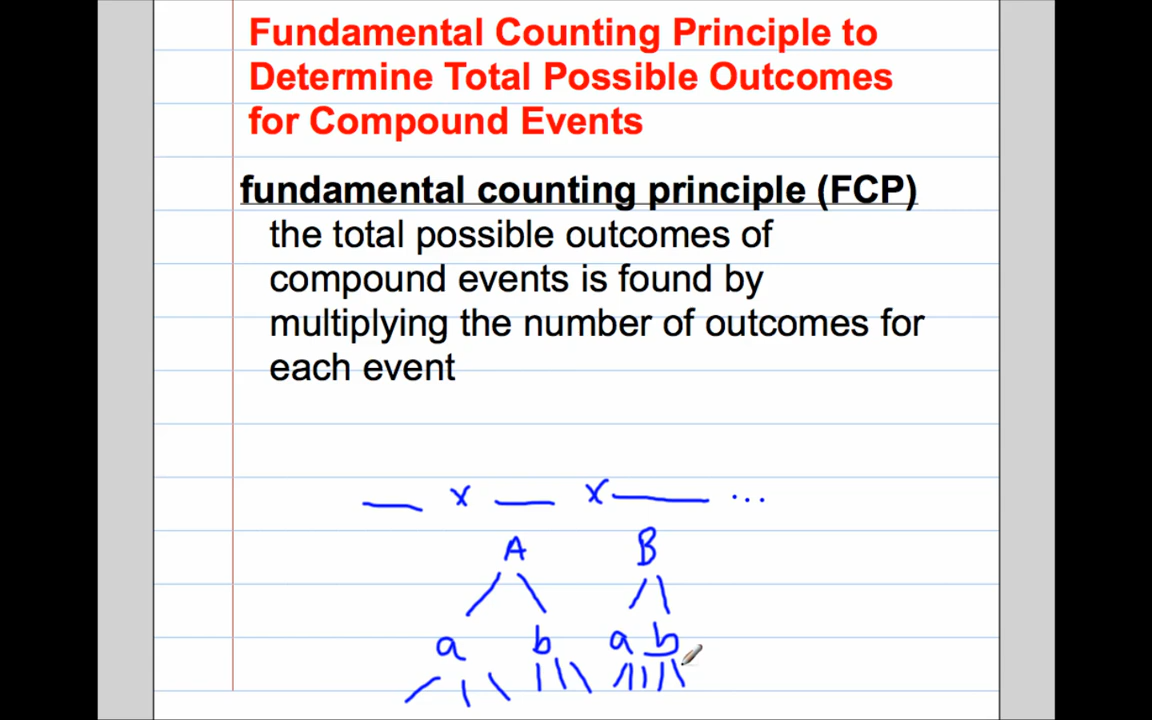 Fundamental Counting Principle to
Determine Total Possible Outcomes
for Compound Events
fundamental counting principle (FCP)
the total possible outcomes of
compound events is found by
multiplying the number of outcomes for
each event
__ x __ x __ ...
A B
a b a b